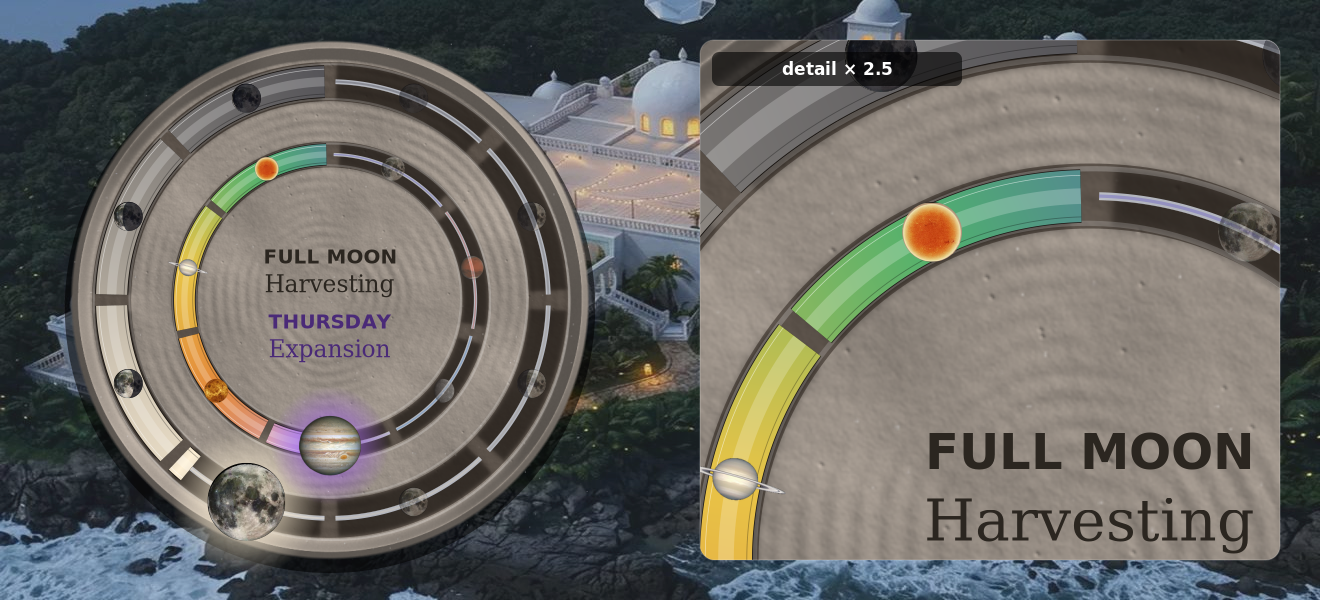 FULL MOON
Harvesting
THURSDAY
Expansion
detail × 2.5
FULL MOON
Harvesting